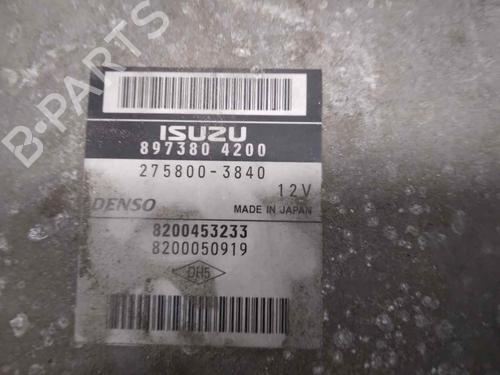 ISUZU
897380 4200
275800-3840
12V
DENSO MADE IN JAPAN
8200453233
8200050919
DH5
B-PARTS